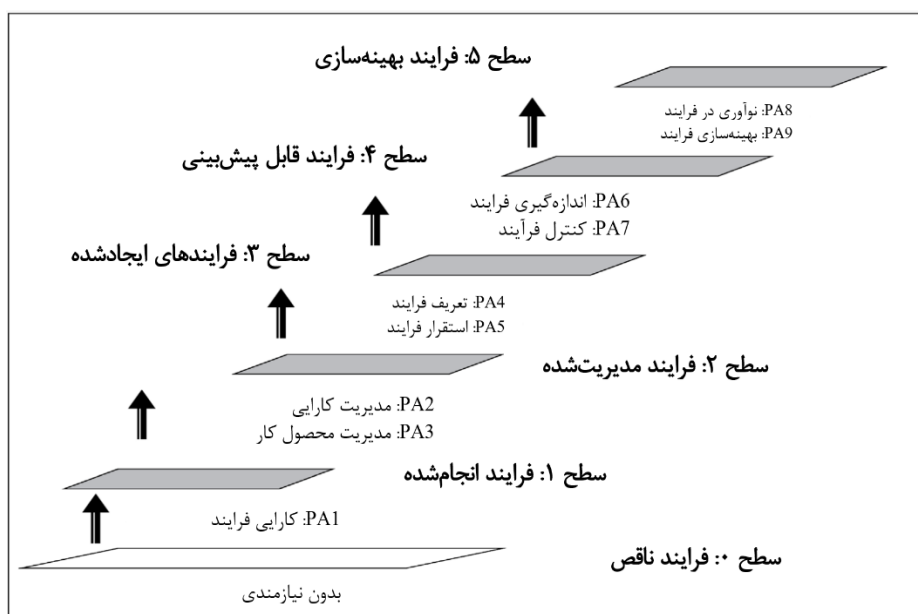 سطح ۵: فرایند بهینه‌سازی
PA8: نوآوری در فرایند
PA9: بهینه‌سازی فرایند
سطح ۴: فرایند قابل پیش‌بینی
PA6: اندازه‌گیری فرایند
PA7: کنترل فرآیند
سطح ۳: فرایندهای ایجادشده
PA4: تعریف فرایند
PA5: استقرار فرایند
سطح ۲: فرایند مدیریت‌شده
PA2: مدیریت کارایی
PA3: مدیریت محصول کار
سطح ۱: فرایند انجام‌شده
PA1: کارایی فرایند
سطح ۰: فرایند ناقص
بدون نیازمندی